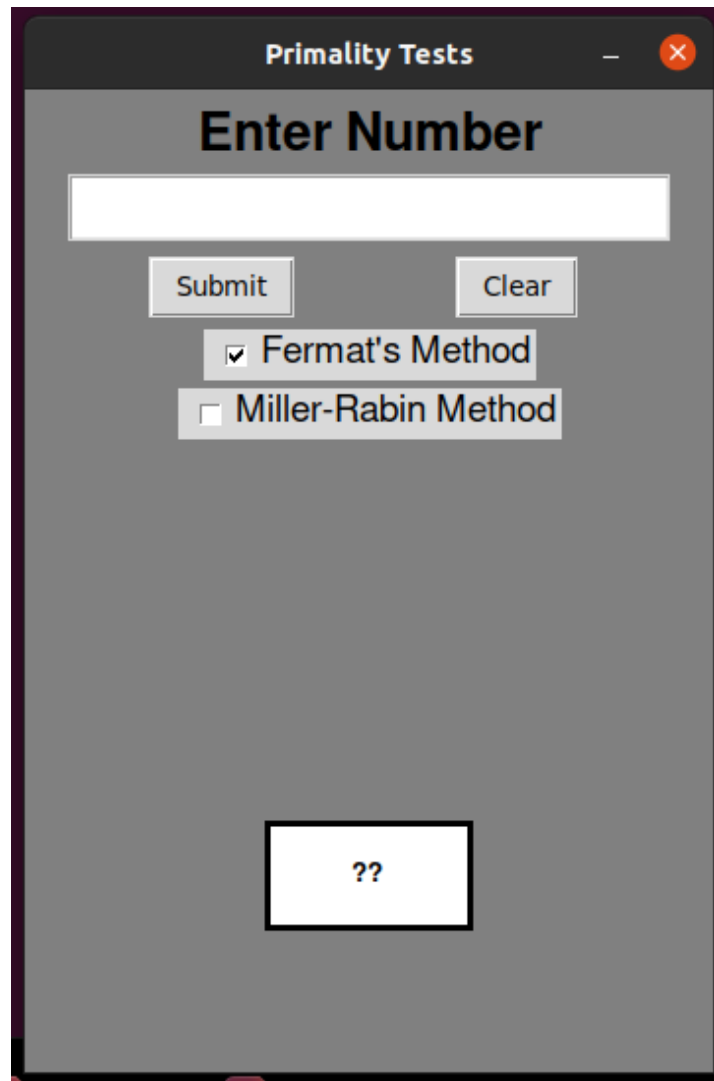 Primality Tests
Enter Number
Submit Clear
Fermat's Method
Miller-Rabin Method
??